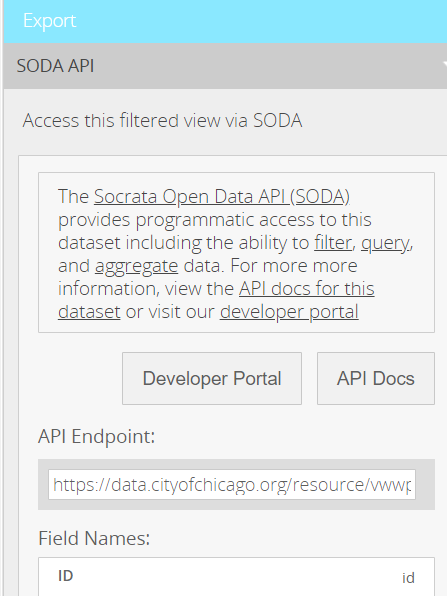 Export
SODA API
Access this filtered view via SODA
The Socrata Open Data API (SODA)
provides programmatic access to this
dataset including the ability to filter, query,
and aggregate data. For more more
information, view the API docs for this
dataset or visit our developer portal
Developer Portal API Docs
API Endpoint:
https://data.cityofchicago.org/resource/vwwp
Field Names:
ID id